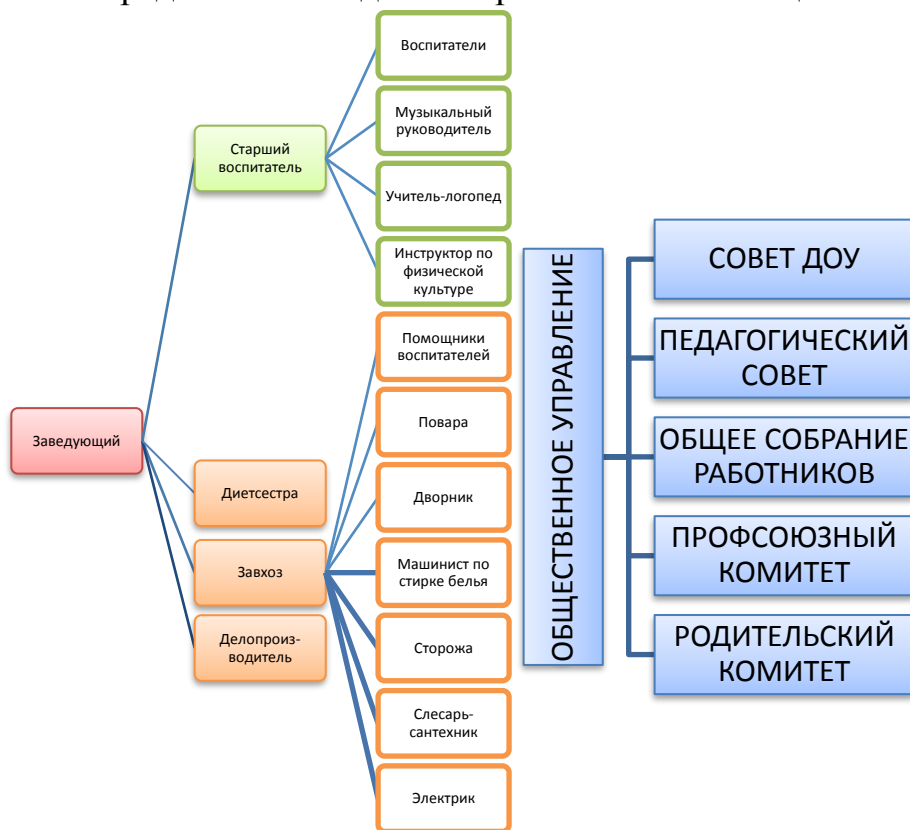 Воспитатели
Музыкальный
руководитель
Старший
воспитатель
Учитель-логопед
Инструктор по
физической
культуре
Помощники
воспитателей
Заведующий
Повара
Диетсестра
Дворник
Завхоз
Машинист по
стирке белья
Делопроиз-
водитель
Сторожа
Слесарь-
сантехник
Электрик
ОБЩЕСТВЕННОЕ УПРАВЛЕНИЕ
СОВЕТ ДОУ
ПЕДАГОГИЧЕСКИЙ
СОВЕТ
ОБЩЕЕ СОБРАНИЕ
РАБОТНИКОВ
ПРОФСОЮЗНЫЙ
КОМИТЕТ
РОДИТЕЛЬСКИЙ
КОМИТЕТ